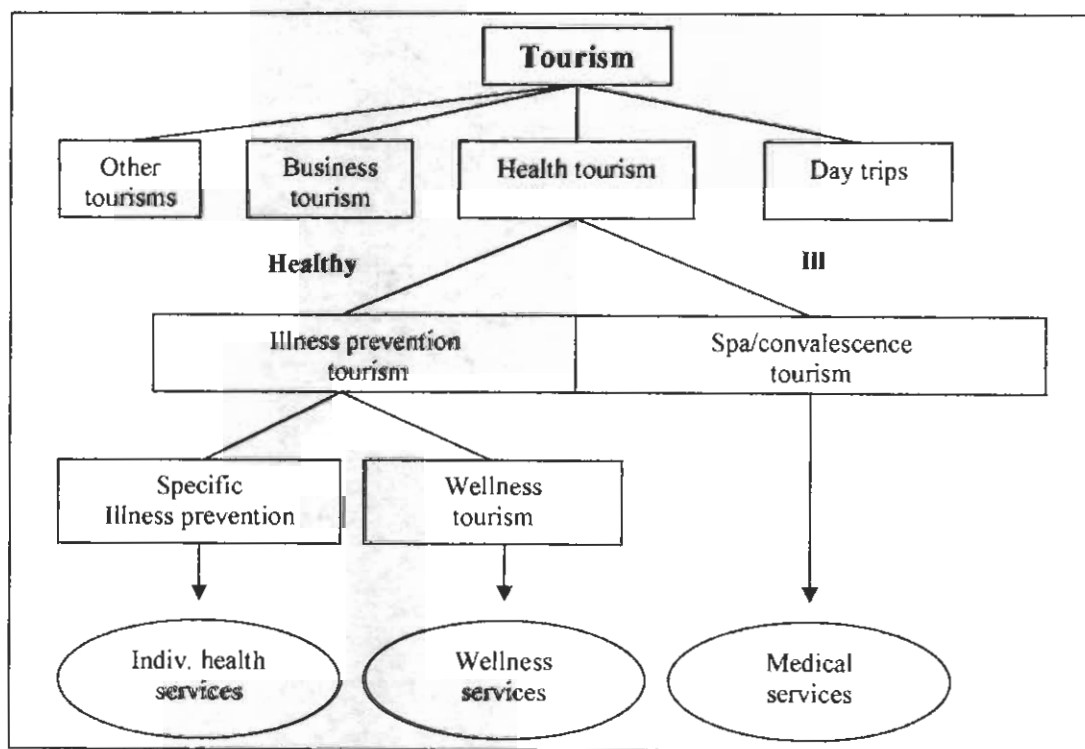 Tourism
Other
tourisms
Business
tourism
Health tourism
Day trips
Healthy
Ill
Illness prevention
tourism
Spa/convalescence
tourism
Specific
Illness prevention
Wellness
tourism
Indiv. health
services
Wellness
services
Medical
services